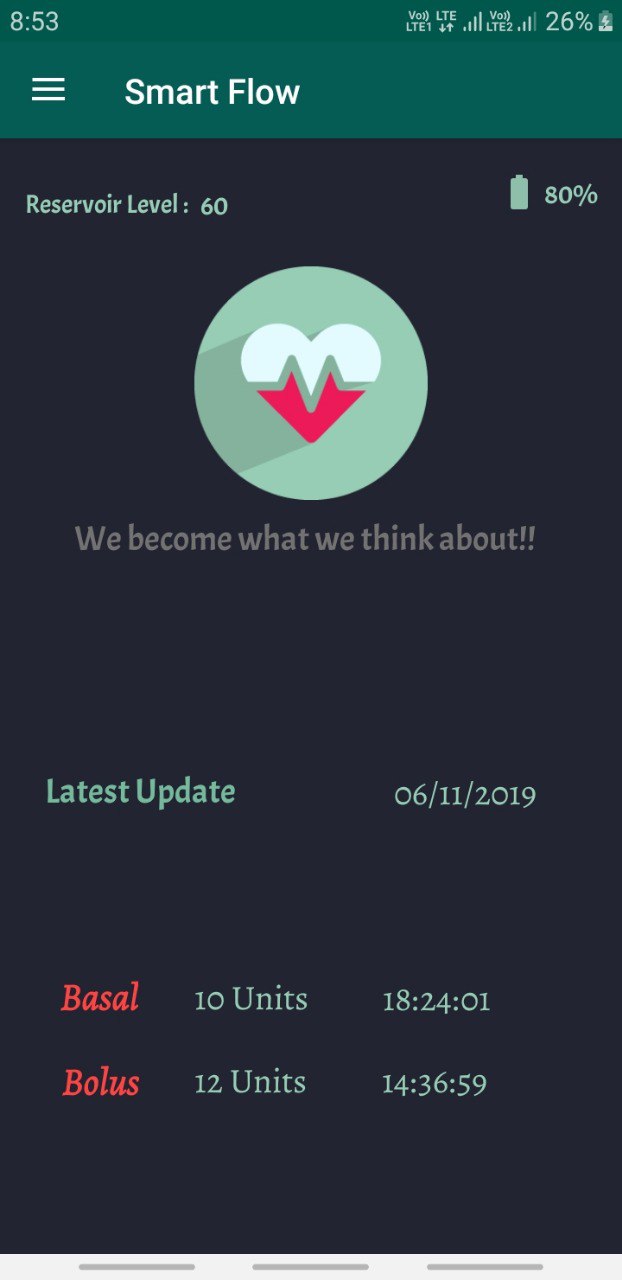 8:53 Vo) LTE1 LTE Vo) LTE2 26%
Smart Flow
Reservoir Level : 60 80%
We become what we think about!!
Latest Update 06/11/2019
Basal 10 Units 18:24:01
Bolus 12 Units 14:36:59